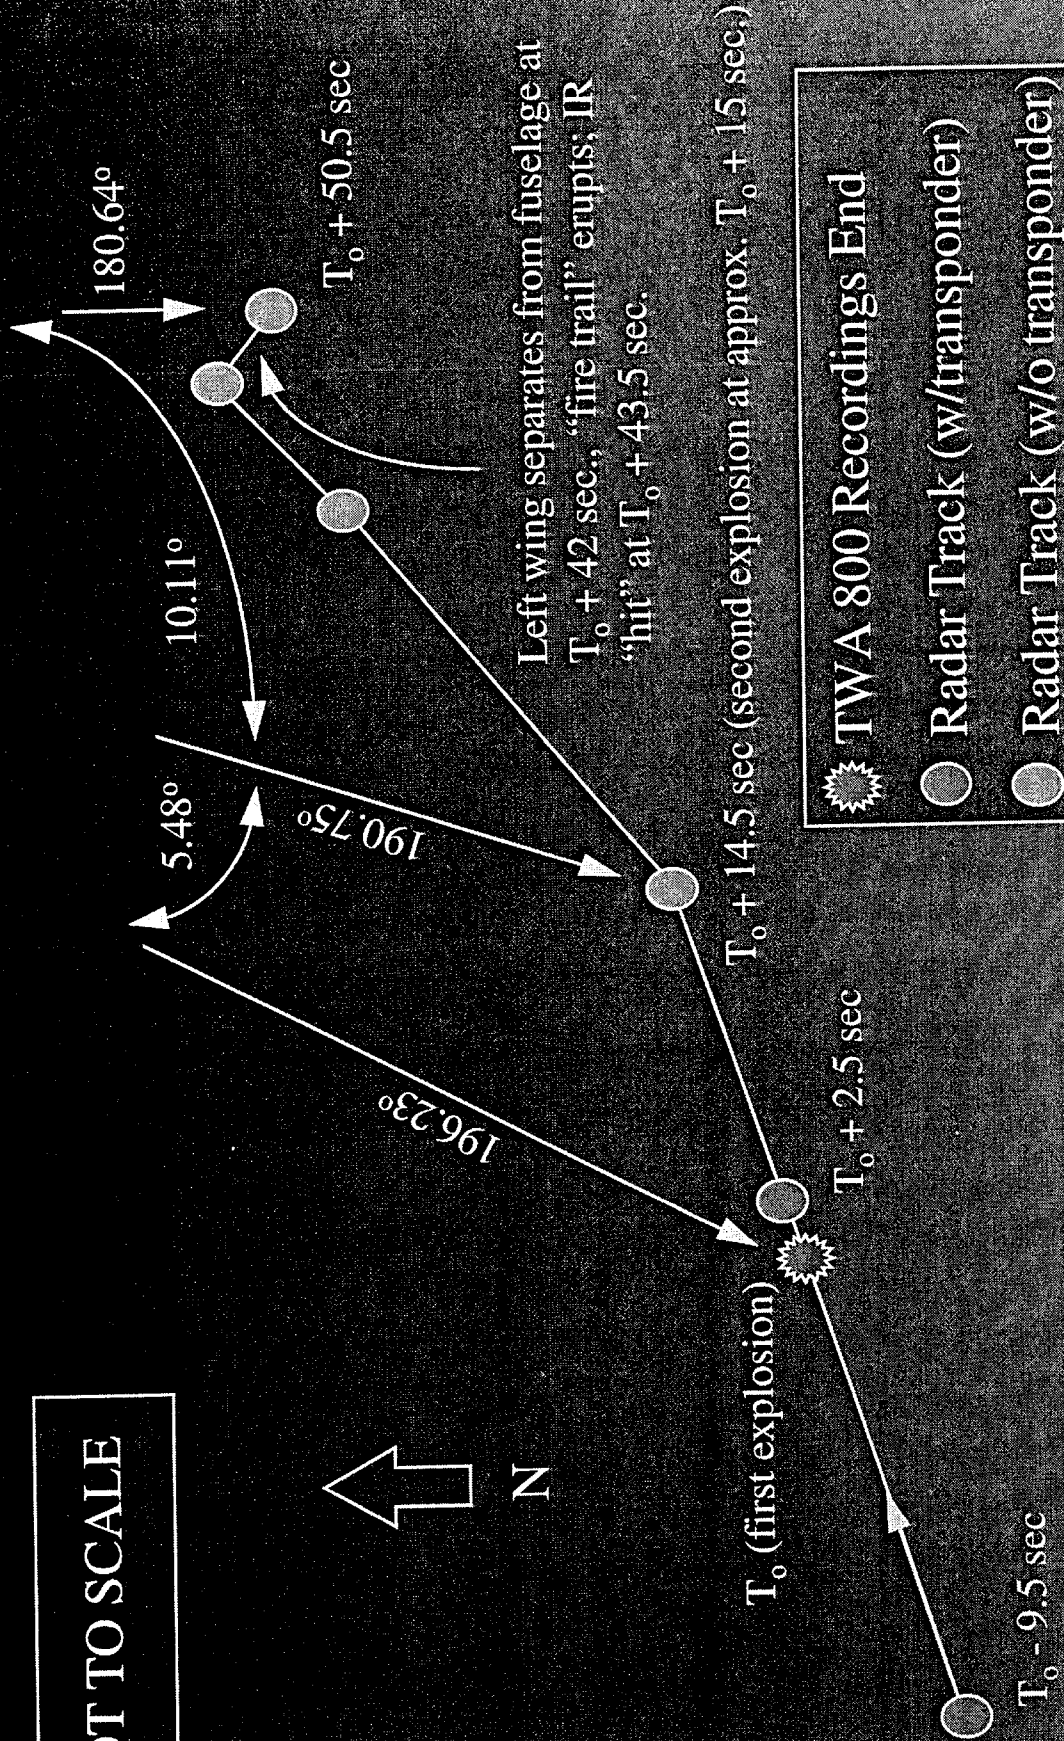 OT TO SCALE
N
5.48°
10.11°
180.64°
196.23°
190.75°
T₀ + 50.5 sec
Left wing separates from fuselage at
T₀ + 42 sec., “fire trail” erupts; IR
“hit” at T₀ + 43.5 sec.
T₀ (first explosion)
T₀ + 14.5 sec (second explosion at approx. T₀ + 15 sec.)
T₀ + 2.5 sec
T₀ - 9.5 sec
TWA 800 Recordings End
Radar Track (w/transponder)
Radar Track (w/o transponder)